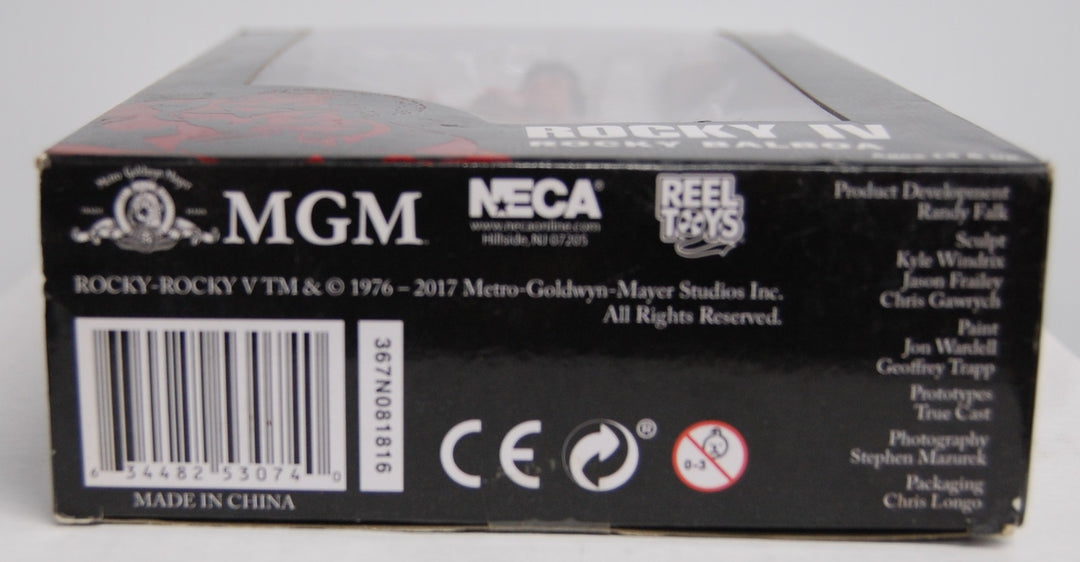 ROCKY IV
ROCKY BALBOA
Metro Goldwyn Mayer
MGM
NECA®
www.necaonline.com
Hillside, NJ 07205
REEL
TOYS
ROCKY-ROCKY V TM & © 1976 – 2017 Metro-Goldwyn-Mayer Studios Inc.
All Rights Reserved.
6 34482 53074 0
MADE IN CHINA
367N081816
CE
®
0-3
Product Development
Randy Falk
Sculpt
Kyle Windrix
Jason Frailey
Chris Gawrych
Paint
Jon Wardell
Geoffrey Trapp
Prototypes
True Cast
Photography
Stephen Mazurek
Packaging
Chris Longo